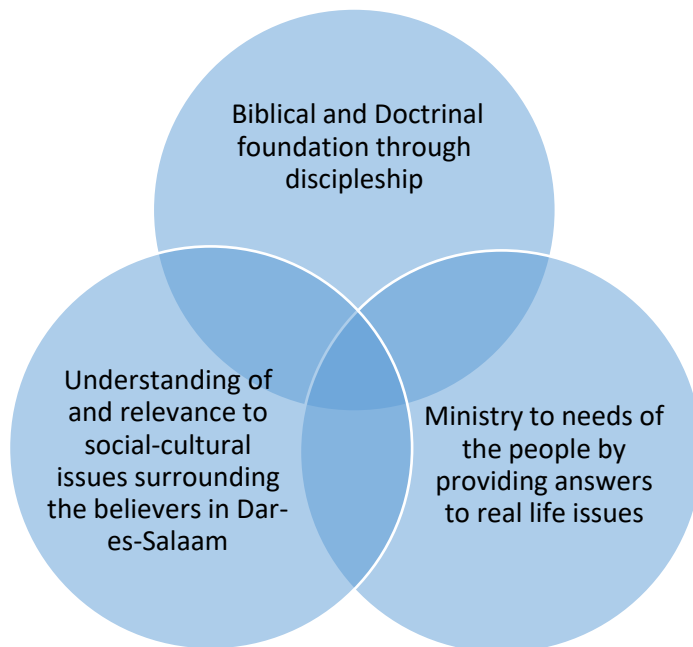 Biblical and Doctrinal
foundation through
discipleship
Understanding of
and relevance to
social-cultural
issues surrounding
the believers in Dar-
es-Salaam
Ministry to needs of
the people by
providing answers
to real life issues